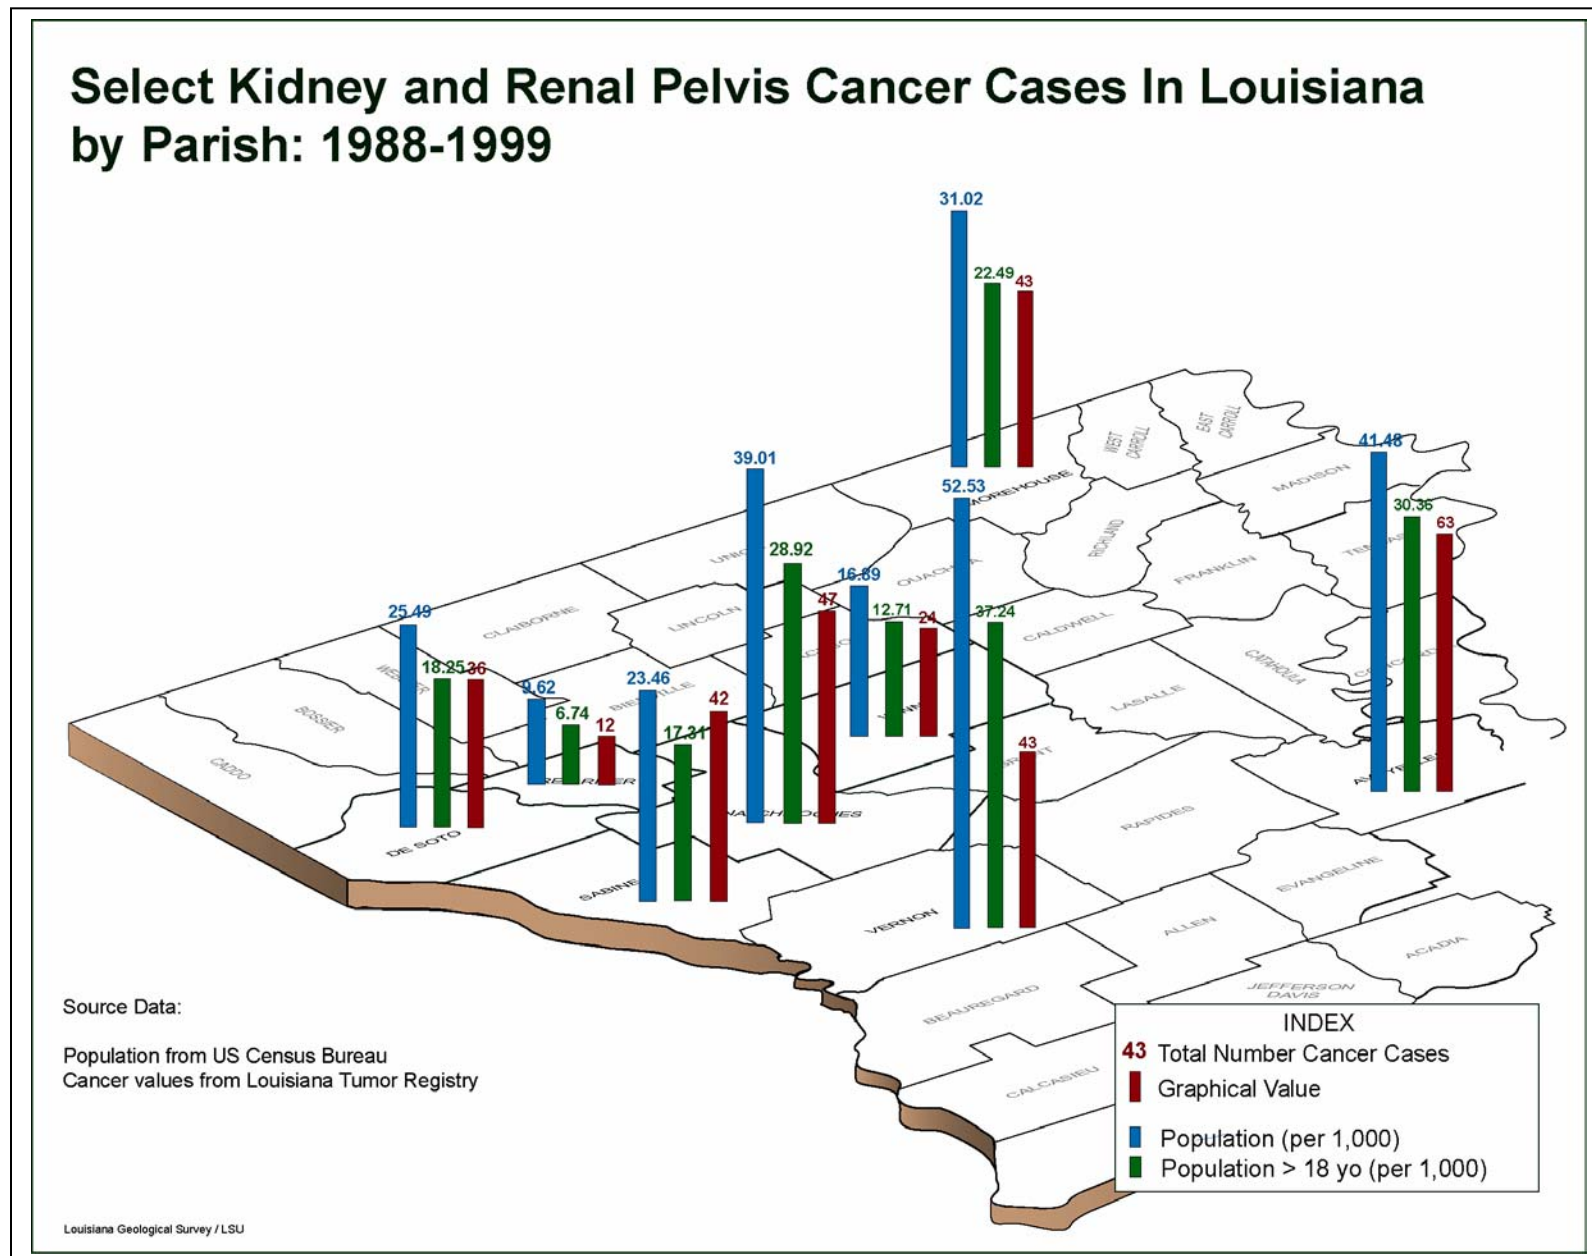 Select Kidney and Renal Pelvis Cancer Cases In Louisiana
by Parish: 1988-1999
31.02
22.49
43
EAST
CARROLL
WEST
CARROLL
41.48
39.01
MADISON
52.53
MOREHOUSE
30.36
63
RICHLAND
28.92
16.89
OUACHITA
FRANKLIN
25.49
CLAIBORNE
LINCOLN
47
12.71
24
37.24
CALDWELL
18.25
36
9.62
23.46
CATAHOULA
6.74
12
42
17.31
LASALLE
BOSSIER
43
CADDO
DE SOTO
RAPIDES
SABINE
VERNON
EVANGELINE
ALLEN
ACADIA
BEAUREGARD
JEFFERSON
DAVIS
CALCASIEU
Source Data:
Population from US Census Bureau
Cancer values from Louisiana Tumor Registry
INDEX
43 Total Number Cancer Cases
Graphical Value
Population (per 1,000)
Population > 18 yo (per 1,000)
Louisiana Geological Survey / LSU